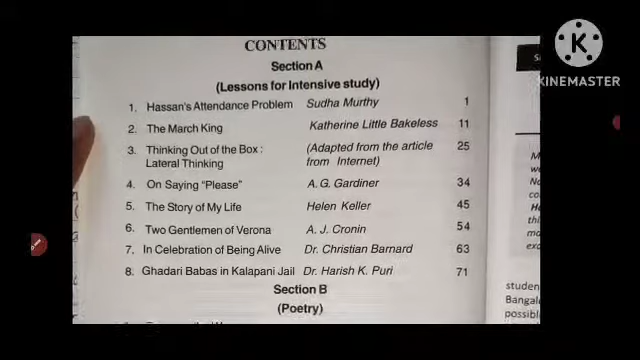 CONTENTS
Section A
(Lessons for Intensive study)
1. Hassan's Attendance Problem Sudha Murthy 1
2. The March King Katherine Little Bakeless 11
3. Thinking Out of the Box : (Adapted from the article 25
Lateral Thinking from Internet)
4. On Saying "Please" A. G. Gardiner 34
5. The Story of My Life Helen Keller 45
6. Two Gentlemen of Verona A. J. Cronin 54
7. In Celebration of Being Alive Dr. Christian Barnard 63
8. Ghadari Babas in Kalapani Jail Dr. Harish K. Puri 71
Section B
(Poetry)
studen
Bangal
possibl
KINEMASTER